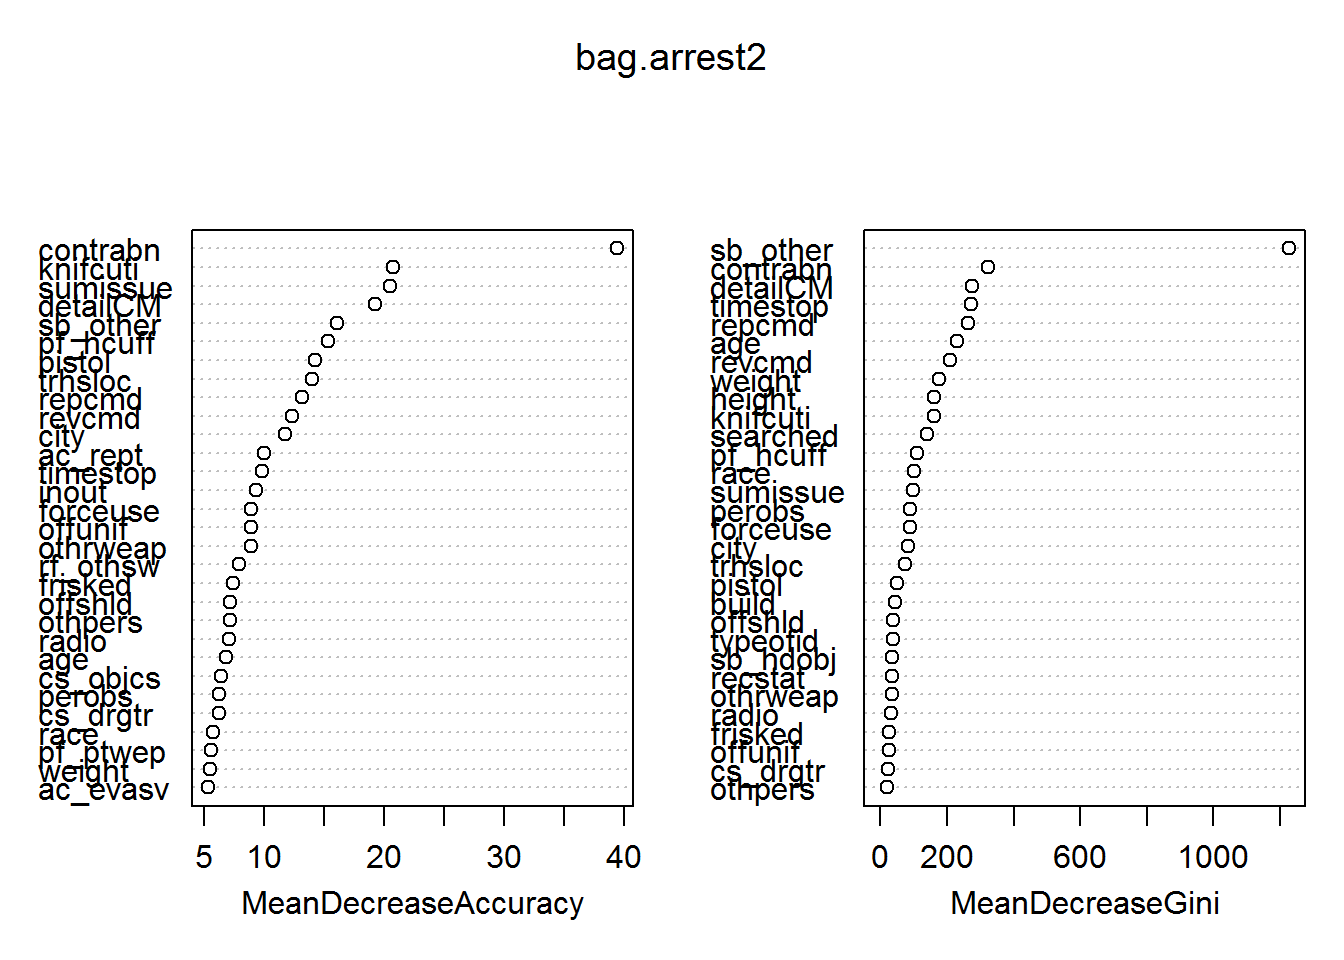 bag.arrest2
contrabn
knifcuti
sumissue
detailCM
sb_other
pf_hcuff
pistol
trhsloc
repcmd
revcmd
city
ac_rept
timestop
inout
forceuse
offunif
othrweap
rf_othsw
frisked
offshld
othpers
radio
age
cs_objcs
perobs
cs_drgtr
race
pf_ptwep
weight
ac_evasv
5 10 20 30 40
MeanDecreaseAccuracy
sb_other
contrabn
detailCM
timestop
repcmd
age
revcmd
weight
height
knifcuti
searched
pf_hcuff
race
sumissue
perobs
forceuse
city
trhsloc
pistol
build
offshld
typeofid
sb_hdobj
recstat
othrweap
radio
frisked
offunif
cs_drgtr
othpers
0 200 600 1000
MeanDecreaseGini